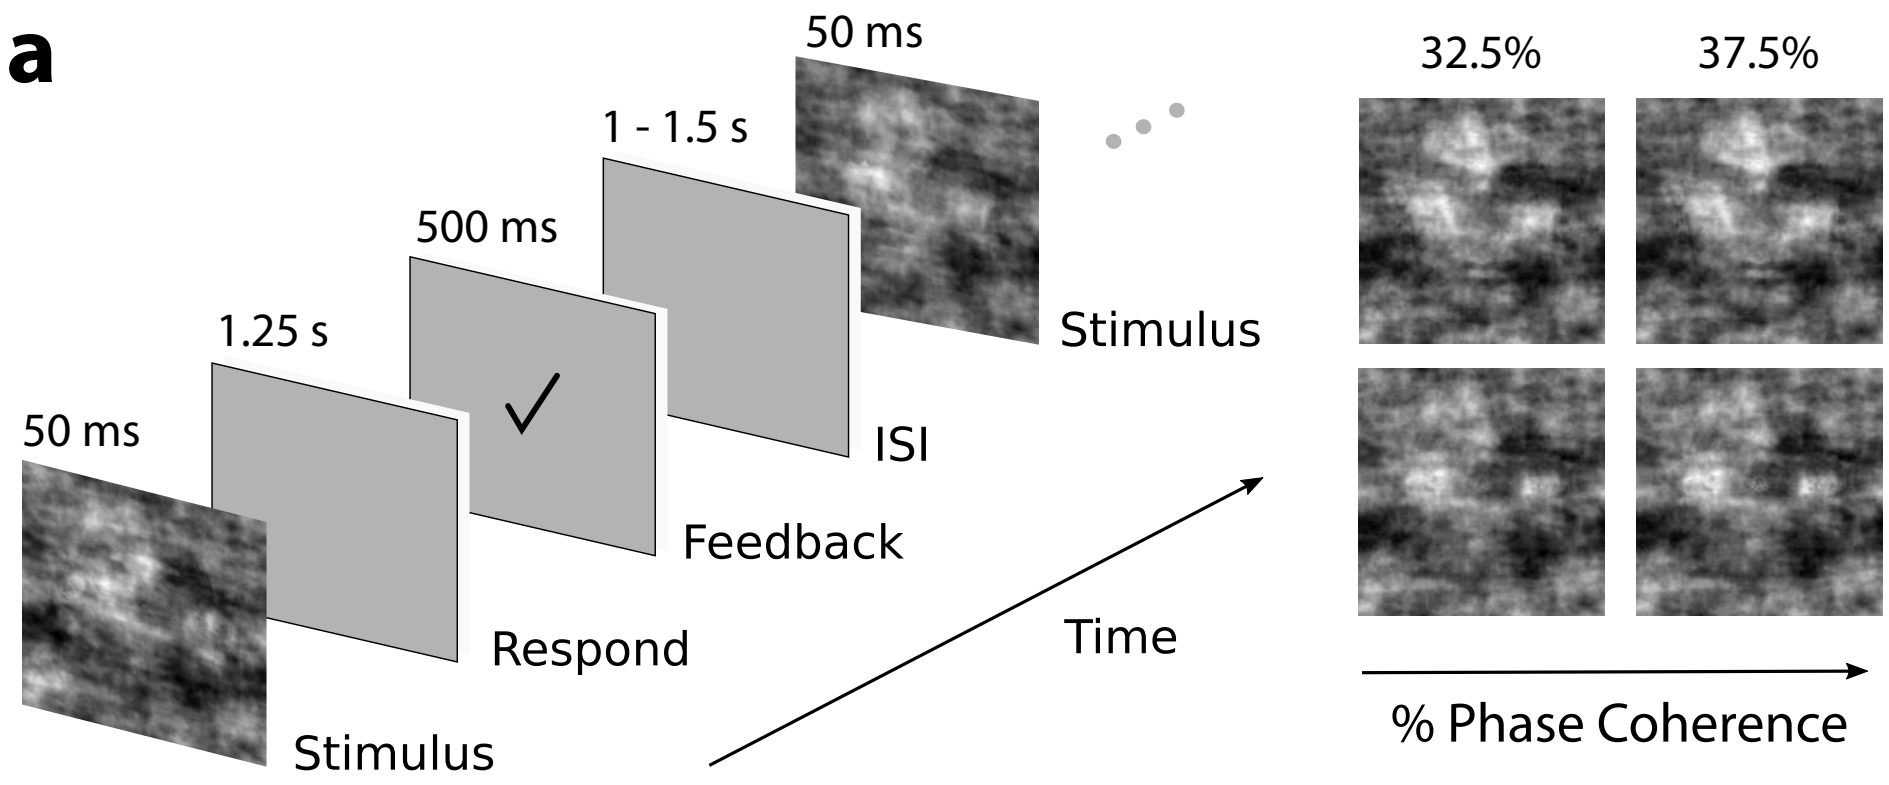 a
50 ms
Stimulus
1.25 s
Respond
500 ms
Feedback
1 - 1.5 s
ISI
50 ms
Stimulus
Time
32.5%
37.5%
% Phase Coherence